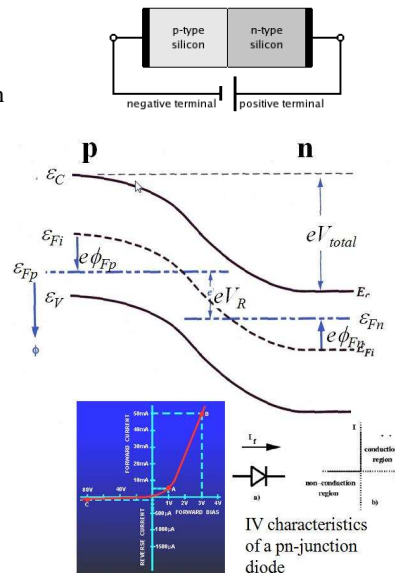 p-type silicon
n-type silicon
n
negative terminal
positive terminal
p
n
εC
eVtotal
εFi
eϕFp
εFp
eVR
Ec
εV
εFn
eϕFn
EFi
ϕ
FORWARD CURRENT
50mA
40mA
30mA
20mA
10mA
B
A
80V
40V
C
1V
2V
3V
4V
FORWARD BIAS
REVERSE CURRENT
500µA
1000µA
1500µA
If
a)
I
conduction
region
non-conduction
region
b)
IV characteristics
of a pn-junction
diode